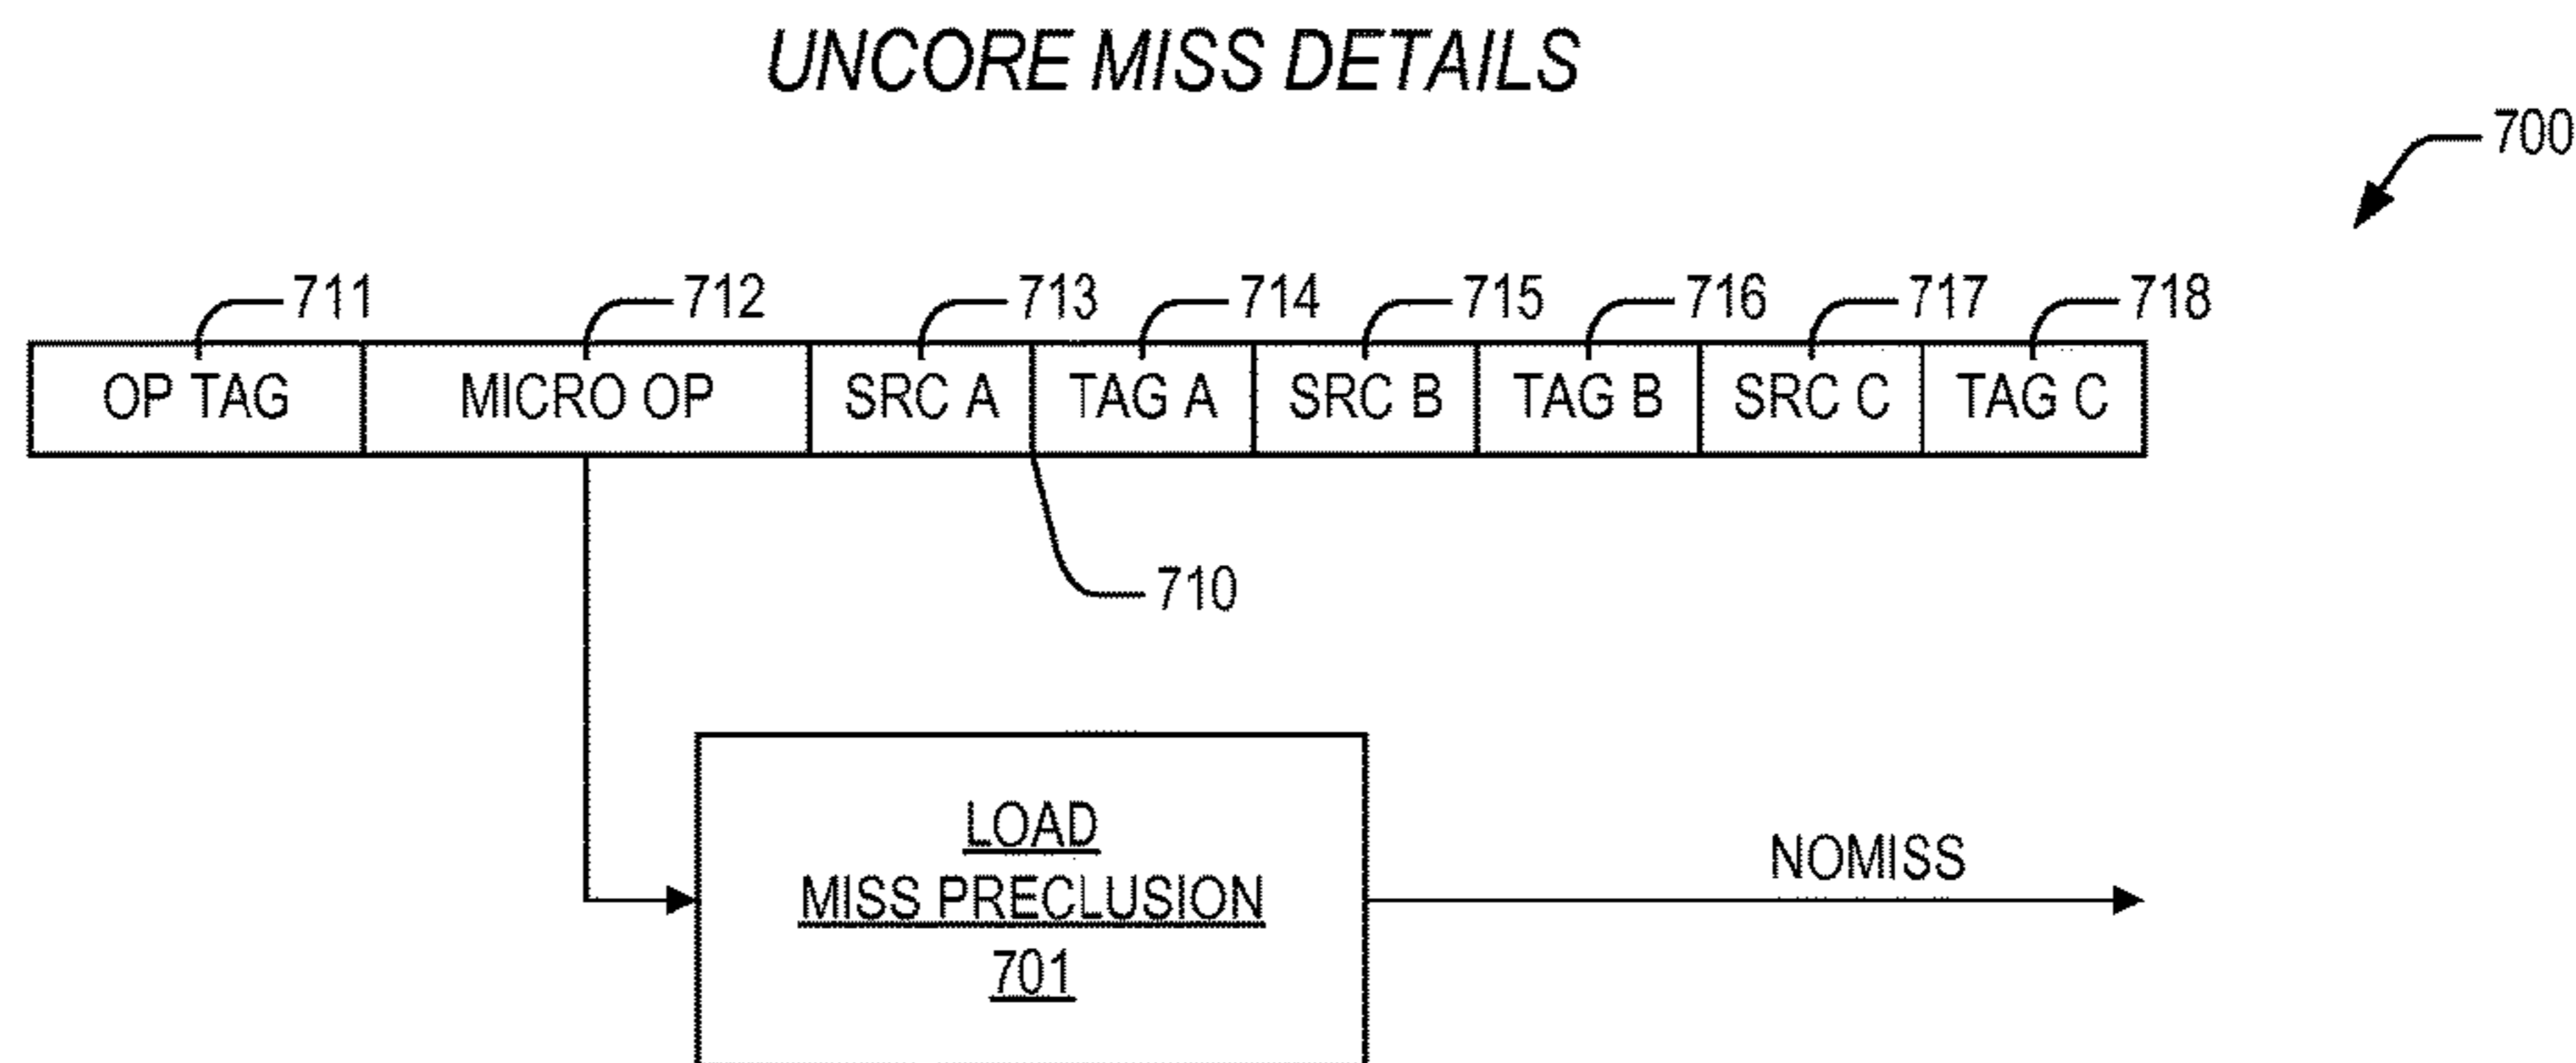 UNCORE MISS DETAILS
700
711 712 713 714 715 716 717 718
OP TAG MICRO OP SRC A TAG A SRC B TAG B SRC C TAG C
710
LOAD
MISS PRECLUSION
701
NOMISS